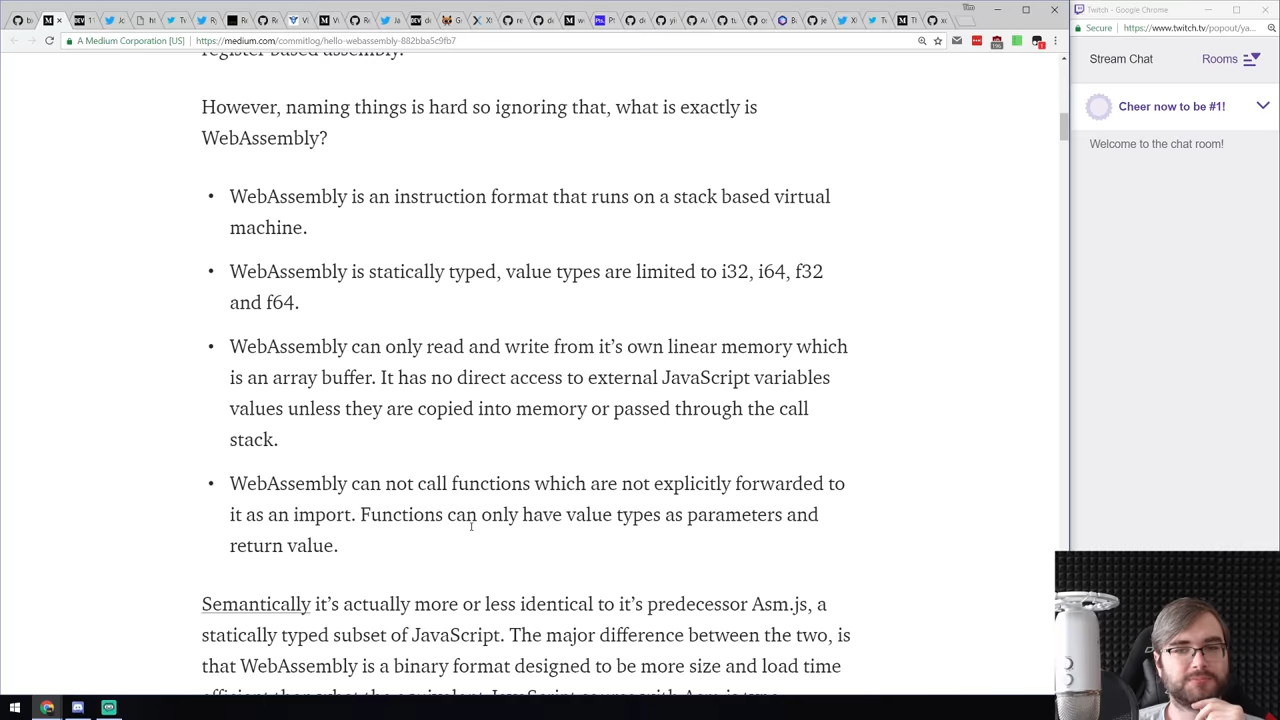 Twitch - Google Chrome
A Medium Corporation [US] https://medium.com/commitlog/hello-webassembly-882bba5c9fb7
Secure https://www.twitch.tv/popout/ya...
Stream Chat Rooms
Cheer now to be #1!
Welcome to the chat room!
register based assembly.
However, naming things is hard so ignoring that, what is exactly is
WebAssembly?
• WebAssembly is an instruction format that runs on a stack based virtual
machine.
• WebAssembly is statically typed, value types are limited to i32, i64, f32
and f64.
• WebAssembly can only read and write from it’s own linear memory which
is an array buffer. It has no direct access to external JavaScript variables
values unless they are copied into memory or passed through the call
stack.
• WebAssembly can not call functions which are not explicitly forwarded to
it as an import. Functions can only have value types as parameters and
return value.
Semantically it’s actually more or less identical to it’s predecessor Asm.js, a
statically typed subset of JavaScript. The major difference between the two, is
that WebAssembly is a binary format designed to be more size and load time